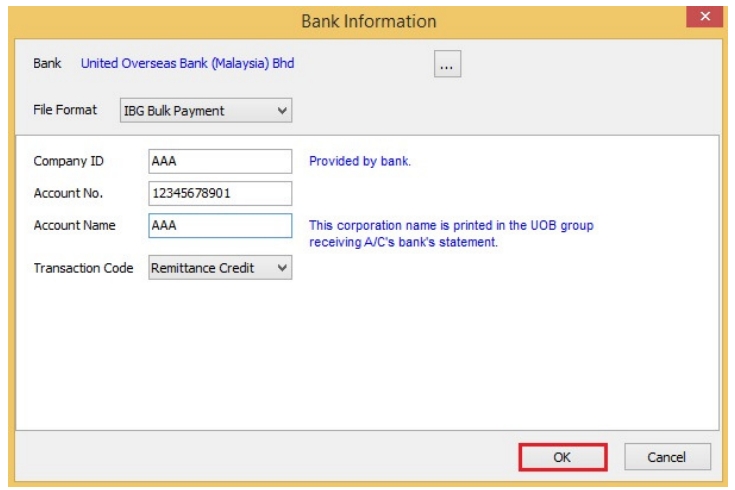 Bank Information
Bank United Overseas Bank (Malaysia) Bhd ...
File Format IBG Bulk Payment
Company ID AAA Provided by bank.
Account No. 12345678901
Account Name AAA This corporation name is printed in the UOB group
receiving A/C's bank's statement.
Transaction Code Remittance Credit
OK Cancel